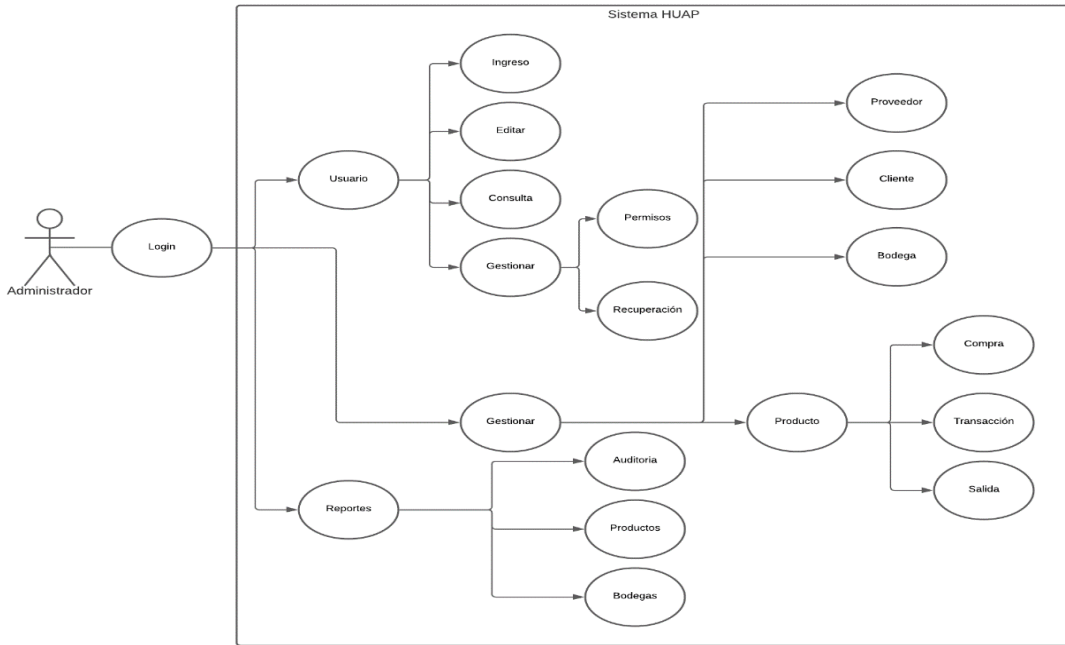 Sistema HUAP
Ingreso
Editar
Usuario
Consulta
Gestionar
Permisos
Recuperación
Proveedor
Cliente
Bodega
Login
Administrador
Gestionar
Producto
Compra
Transacción
Salida
Reportes
Auditoria
Productos
Bodegas